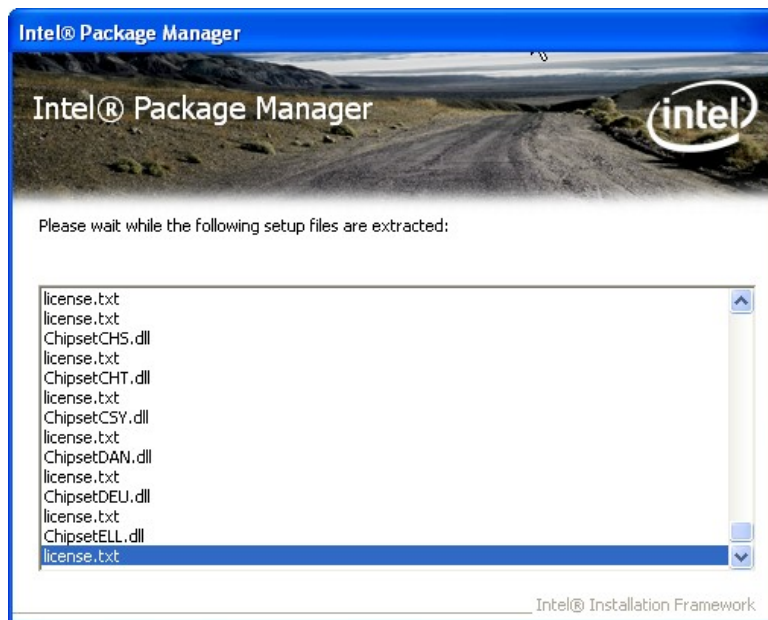 Intel® Package Manager
Intel® Package Manager
intel
Please wait while the following setup files are extracted:
license.txt
license.txt
ChipsetCHS.dll
license.txt
ChipsetCHT.dll
license.txt
ChipsetCSY.dll
license.txt
ChipsetDAN.dll
license.txt
ChipsetDEU.dll
license.txt
ChipsetELL.dll
license.txt
Intel® Installation Framework